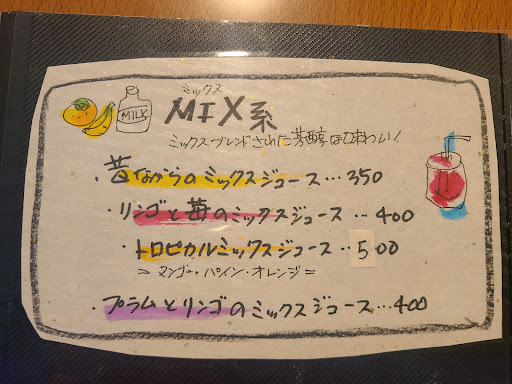 ミックス
MIX系
MILK
ミックスブレンドされた芳醇な味わい!
・昔ながらのミックスジュース…350
・リンゴと苺のミックスジュース…400
・トロピカルミックスジュース‥500
=マンゴー・パイン・オレンジ=
・プラムとリンゴのミックスジュース…400